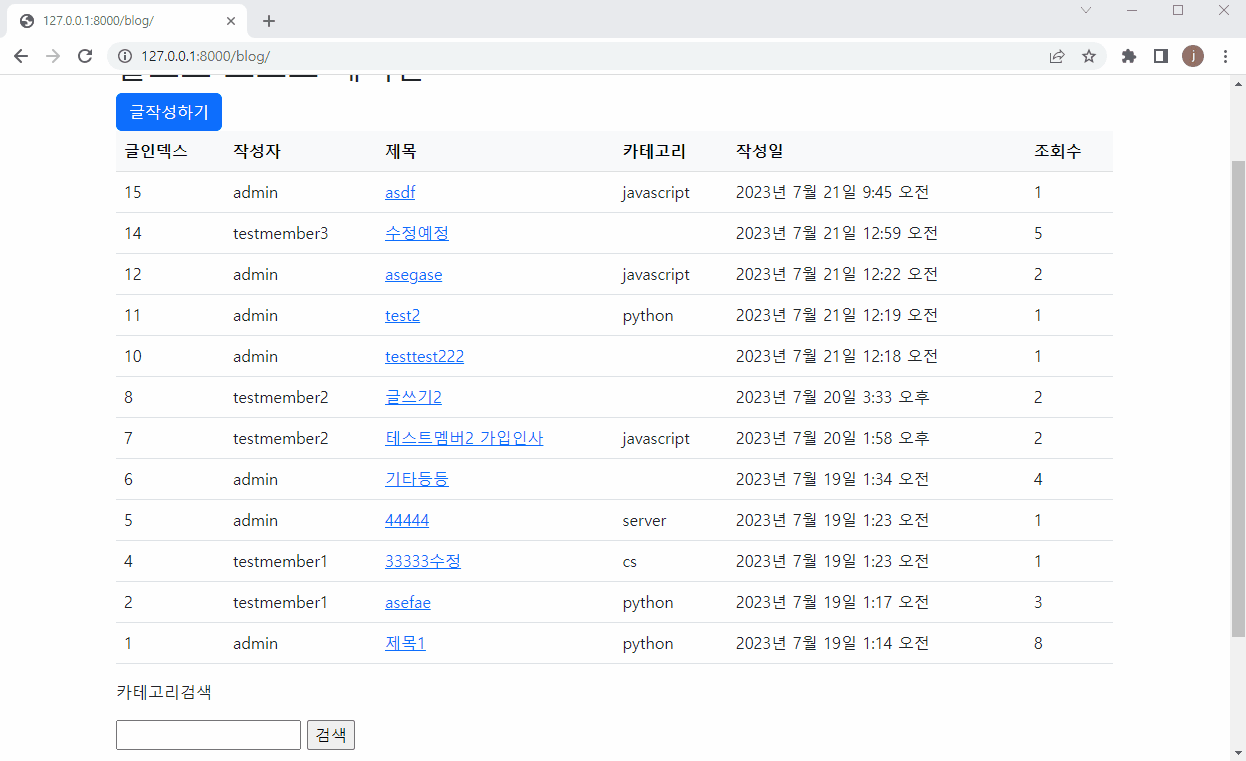 127.0.0.1:8000/blog/
127.0.0.1:8000/blog/
j
글작성하기
글인덱스 작성자 제목 카테고리 작성일 조회수
15 admin asdf javascript 2023년 7월 21일 9:45 오전 1
14 testmember3 수정예정 2023년 7월 21일 12:59 오전 5
12 admin asegase javascript 2023년 7월 21일 12:22 오전 2
11 admin test2 python 2023년 7월 21일 12:19 오전 1
10 admin testtest222 2023년 7월 21일 12:18 오전 1
8 testmember2 글쓰기2 2023년 7월 20일 3:33 오후 2
7 testmember2 테스트멤버2 가입인사 javascript 2023년 7월 20일 1:58 오후 2
6 admin 기타등등 2023년 7월 19일 1:34 오전 4
5 admin 44444 server 2023년 7월 19일 1:23 오전 1
4 testmember1 33333수정 cs 2023년 7월 19일 1:23 오전 1
2 testmember1 asefae python 2023년 7월 19일 1:17 오전 3
1 admin 제목1 python 2023년 7월 19일 1:14 오전 8
카테고리검색
검색